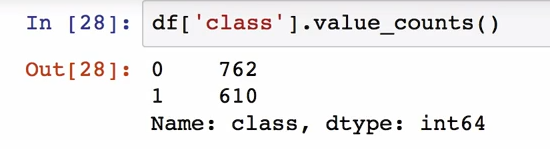 In [28]: df['class'].value_counts()
Out[28]: 0 762
1 610
Name: class, dtype: int64